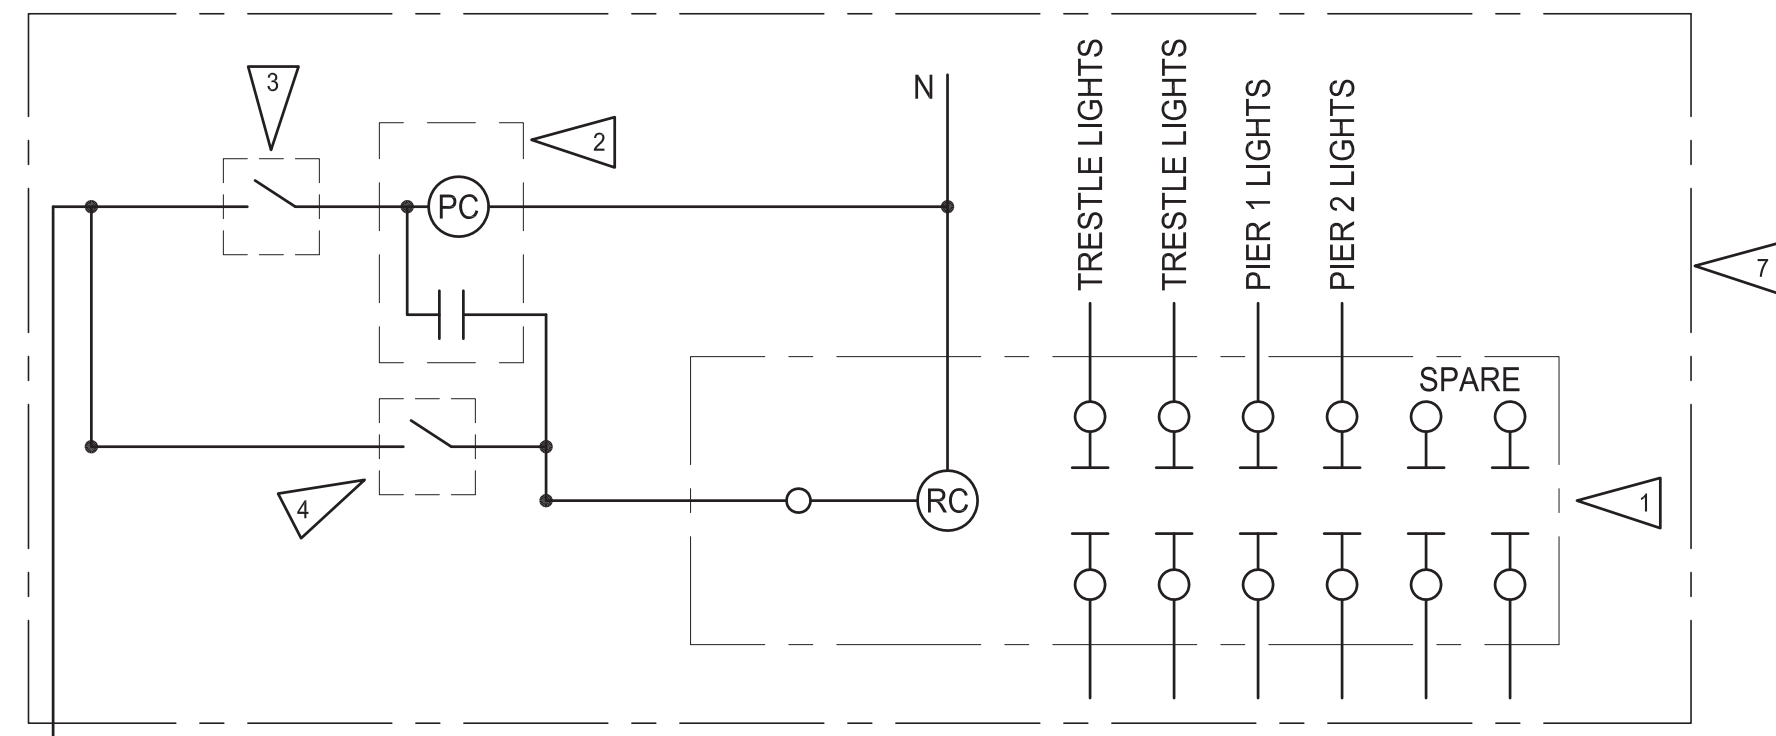 3
2
PC
N
TRESTLE LIGHTS
TRESTLE LIGHTS
PIER 1 LIGHTS
PIER 2 LIGHTS
7
SPARE
4
RC
1